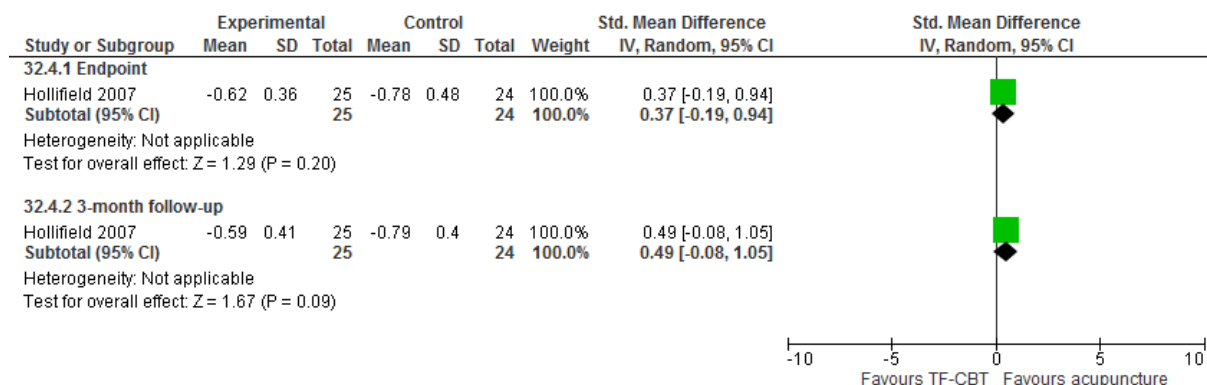 Experimental Control Std. Mean Difference Std. Mean Difference
Study or Subgroup Mean SD Total Mean SD Total Weight IV, Random, 95% CI IV, Random, 95% CI
32.4.1 Endpoint
Hollifield 2007 -0.62 0.36 25 -0.78 0.48 24 100.0% 0.37 [-0.19, 0.94]
Subtotal (95% CI) 25 24 100.0% 0.37 [-0.19, 0.94]
Heterogeneity: Not applicable
Test for overall effect: Z = 1.29 (P = 0.20)
32.4.2 3-month follow-up
Hollifield 2007 -0.59 0.41 25 -0.79 0.4 24 100.0% 0.49 [-0.08, 1.05]
Subtotal (95% CI) 25 24 100.0% 0.49 [-0.08, 1.05]
Heterogeneity: Not applicable
Test for overall effect: Z = 1.67 (P = 0.09)
-10 -5 0 5 10
Favours TF-CBT Favours acupuncture